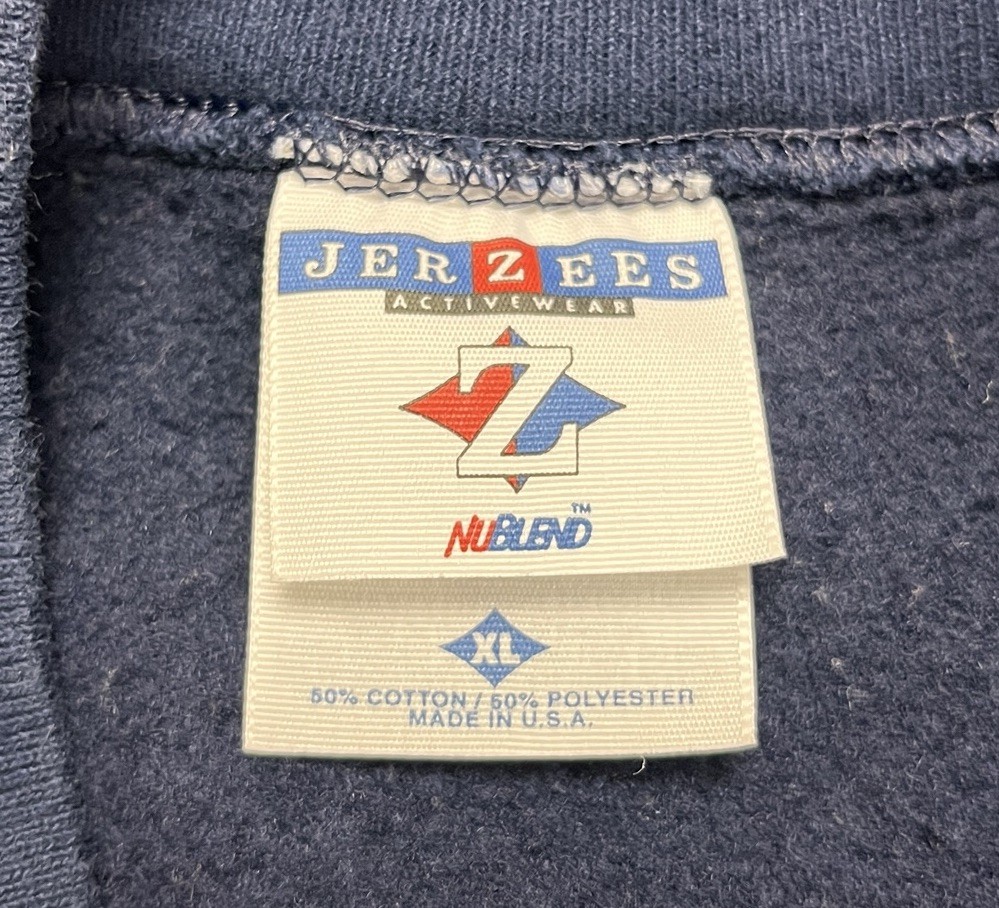 JERZEES
ACTIVEWEAR
Z
NUBLEND™
XL
50% COTTON / 50% POLYESTER
MADE IN U.S.A.